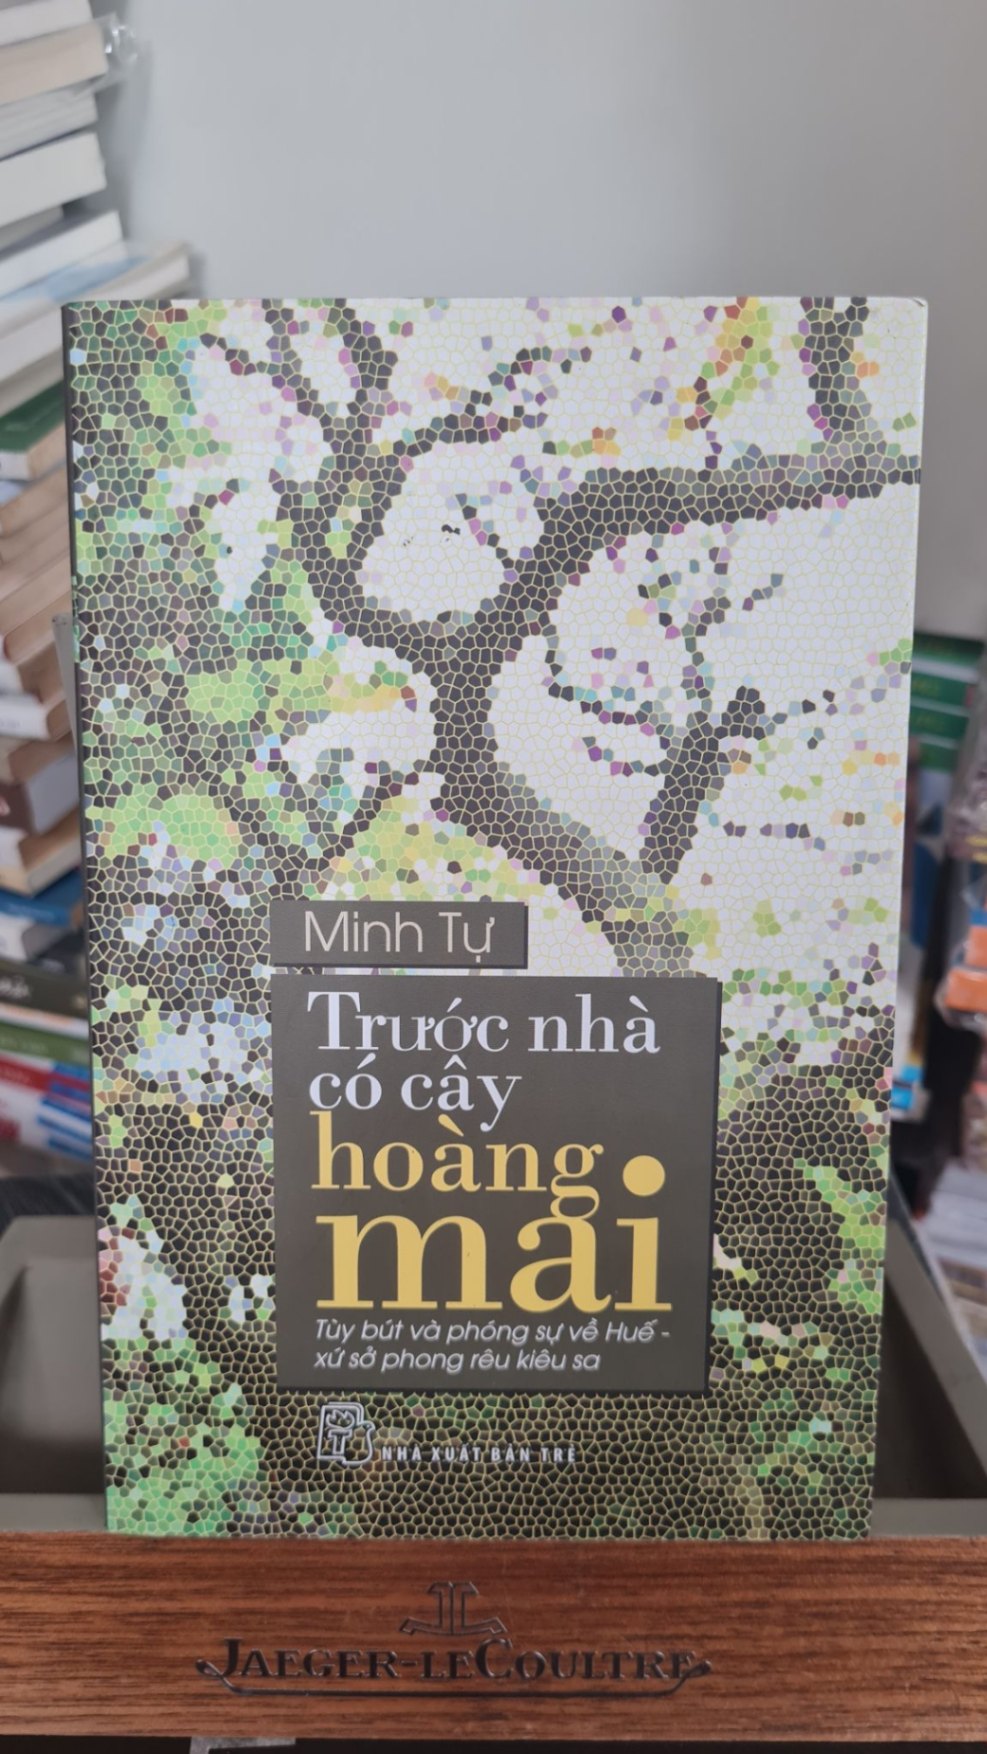 Minh Tự
Trước nhà
có cây
hoàng
mai
Tùy bút và phóng sự về Huế -
xứ sở phong rêu kiêu sa
NHÀ XUẤT BẢN TRẺ
JAEGER-LECOULTRE